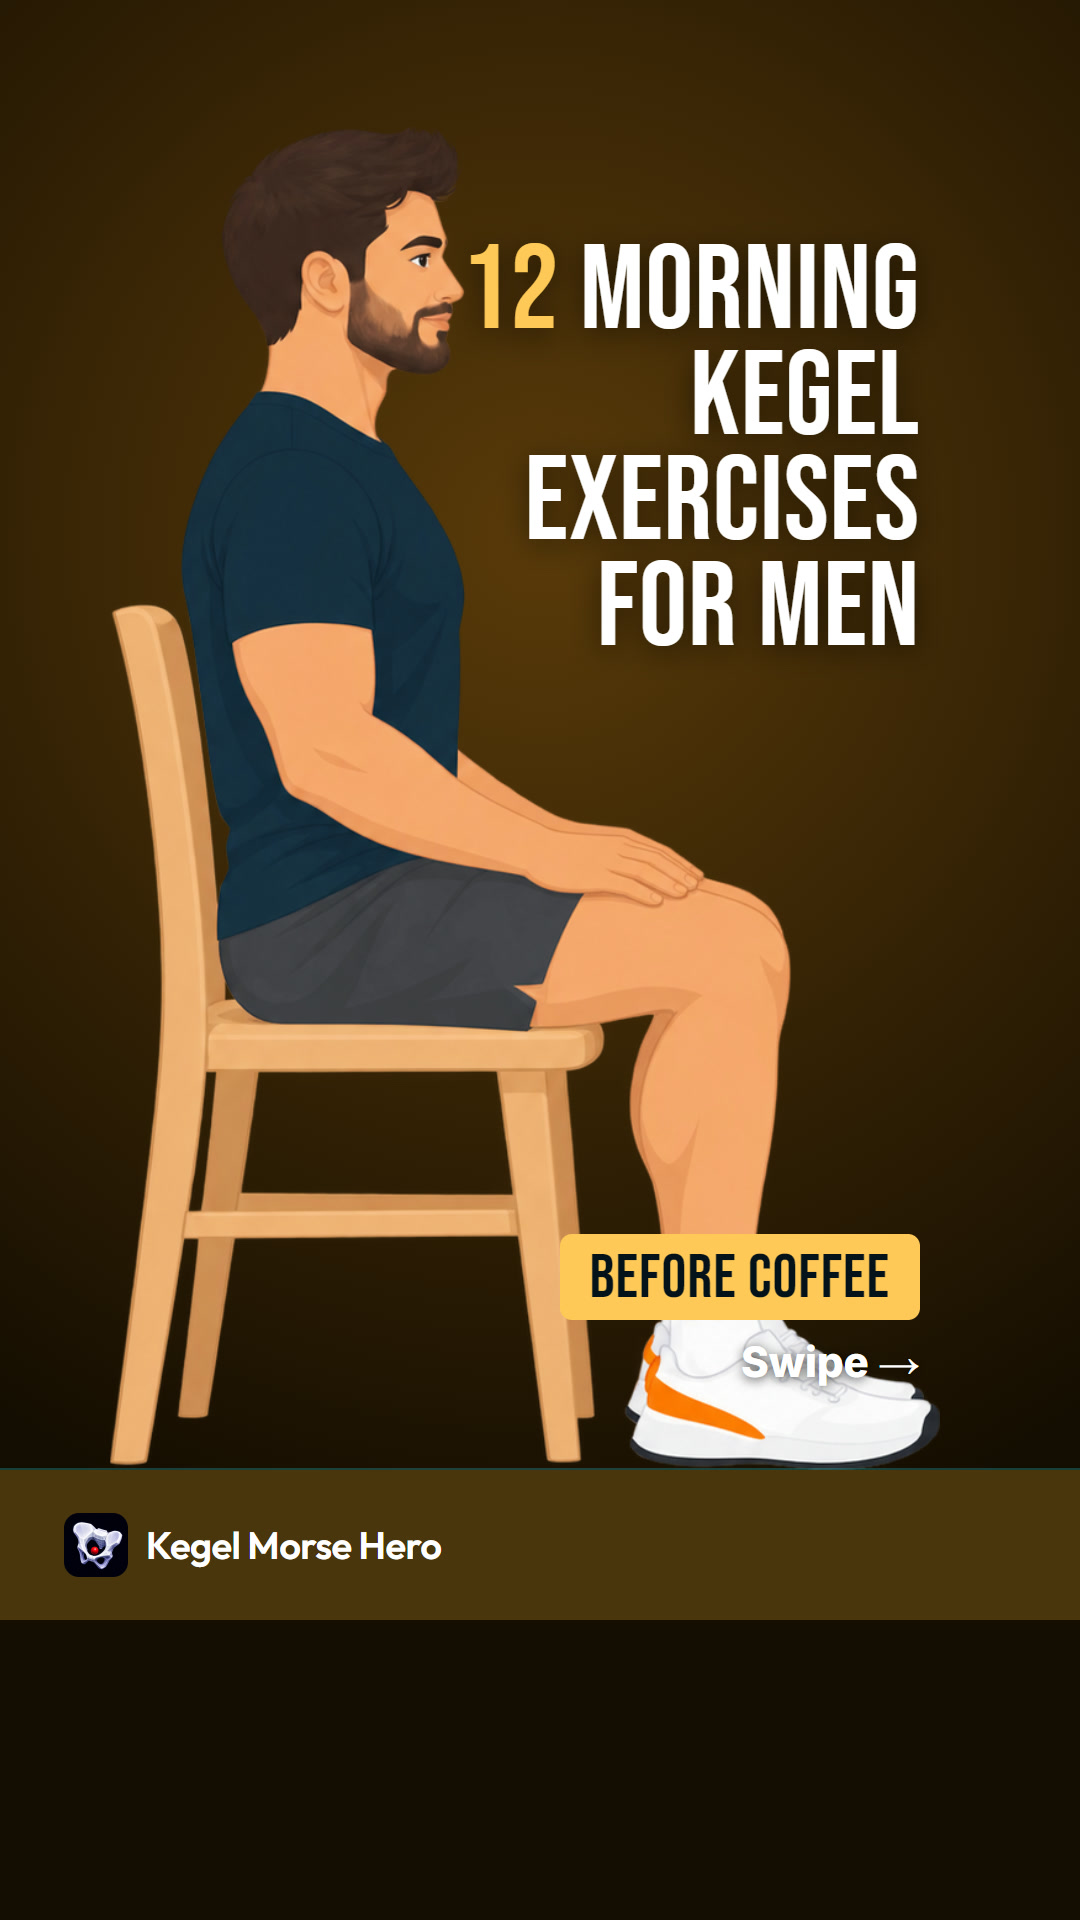 12 MORNING
KEGEL
EXERCISES
FOR MEN
BEFORE COFFEE
Swipe →
Kegel Morse Hero